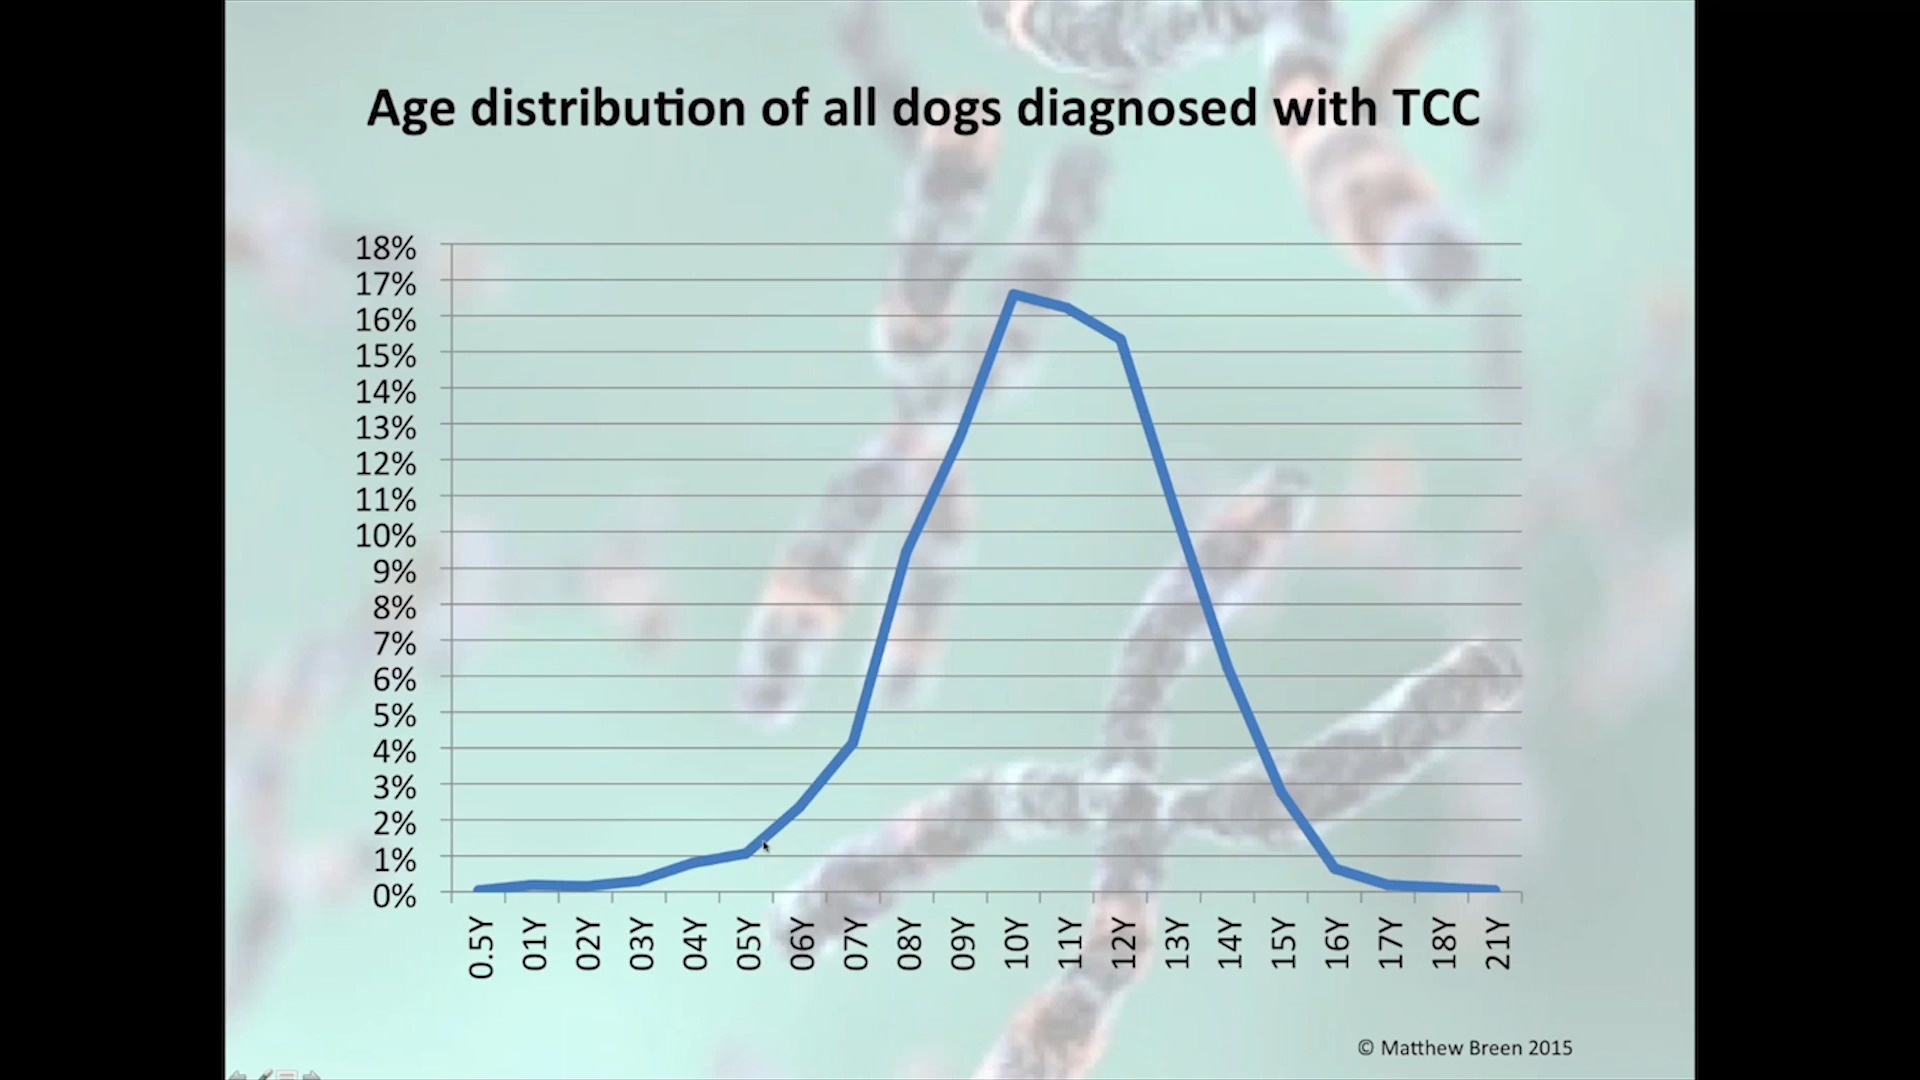 Age distribution of all dogs diagnosed with TCC
18%
17%
16%
15%
14%
13%
12%
11%
10%
9%
8%
7%
6%
5%
4%
3%
2%
1%
0%
0.5Y
01Y
02Y
03Y
04Y
05Y
06Y
07Y
08Y
09Y
10Y
11Y
12Y
13Y
14Y
15Y
16Y
17Y
18Y
21Y
© Matthew Breen 2015